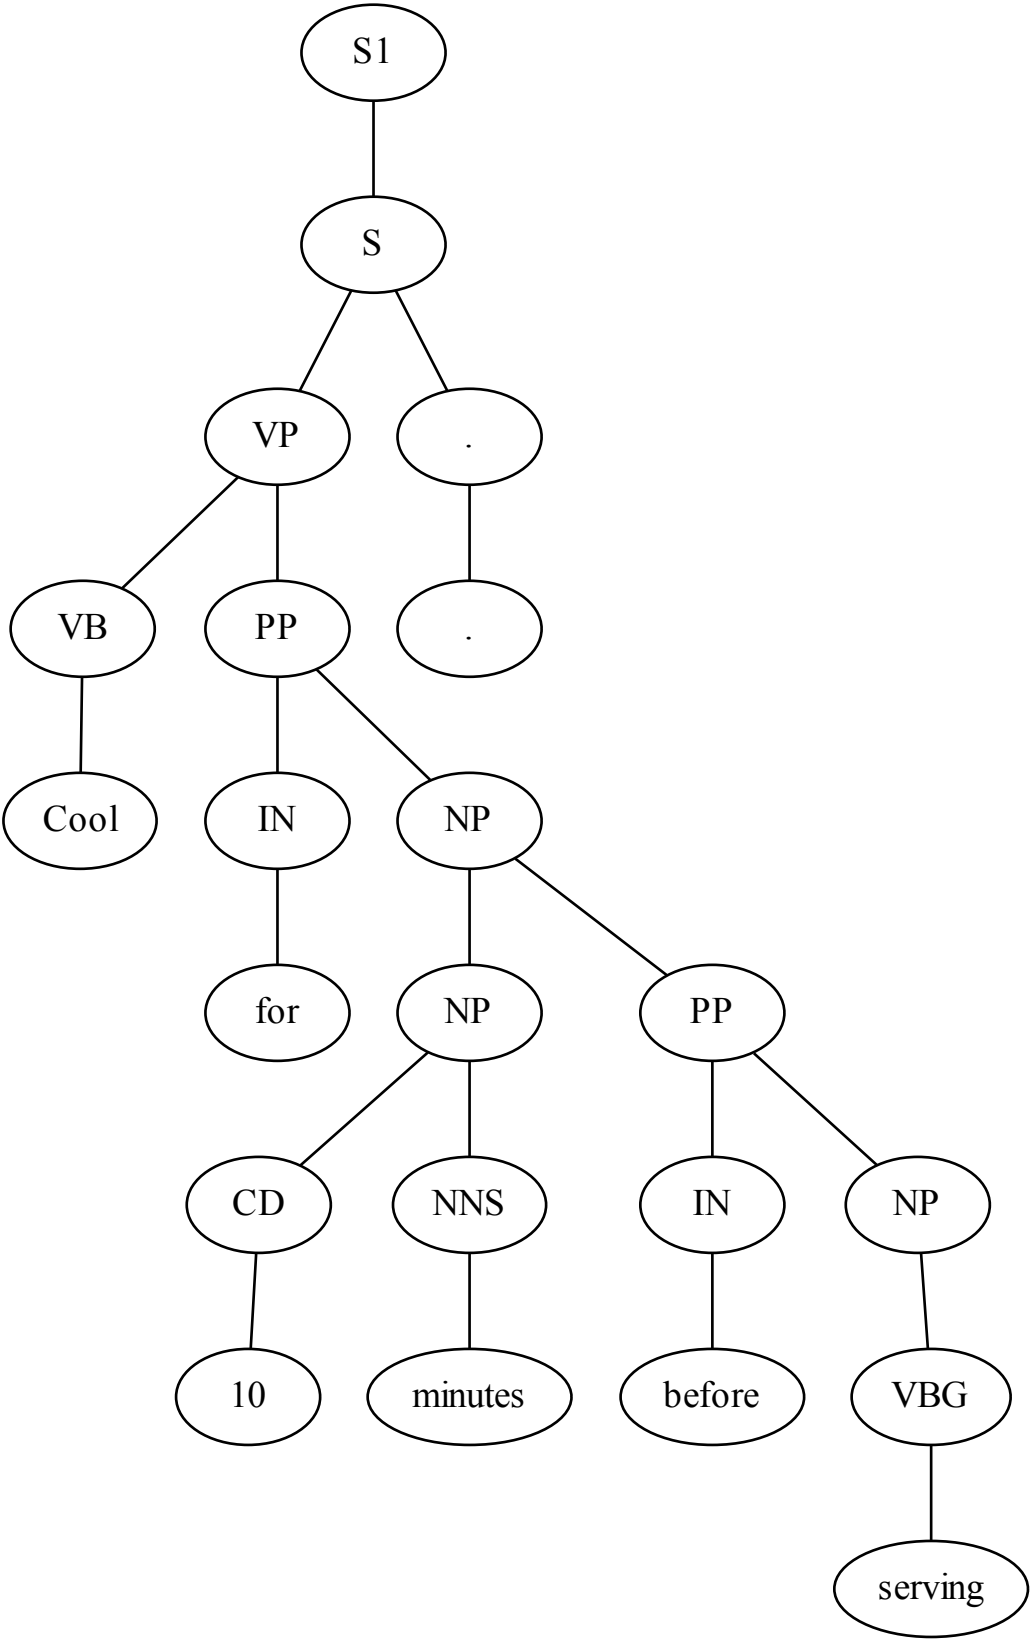 S1
S
VP .
VB PP .
Cool IN NP
for NP PP
CD NNS IN NP
10 minutes before VBG
serving